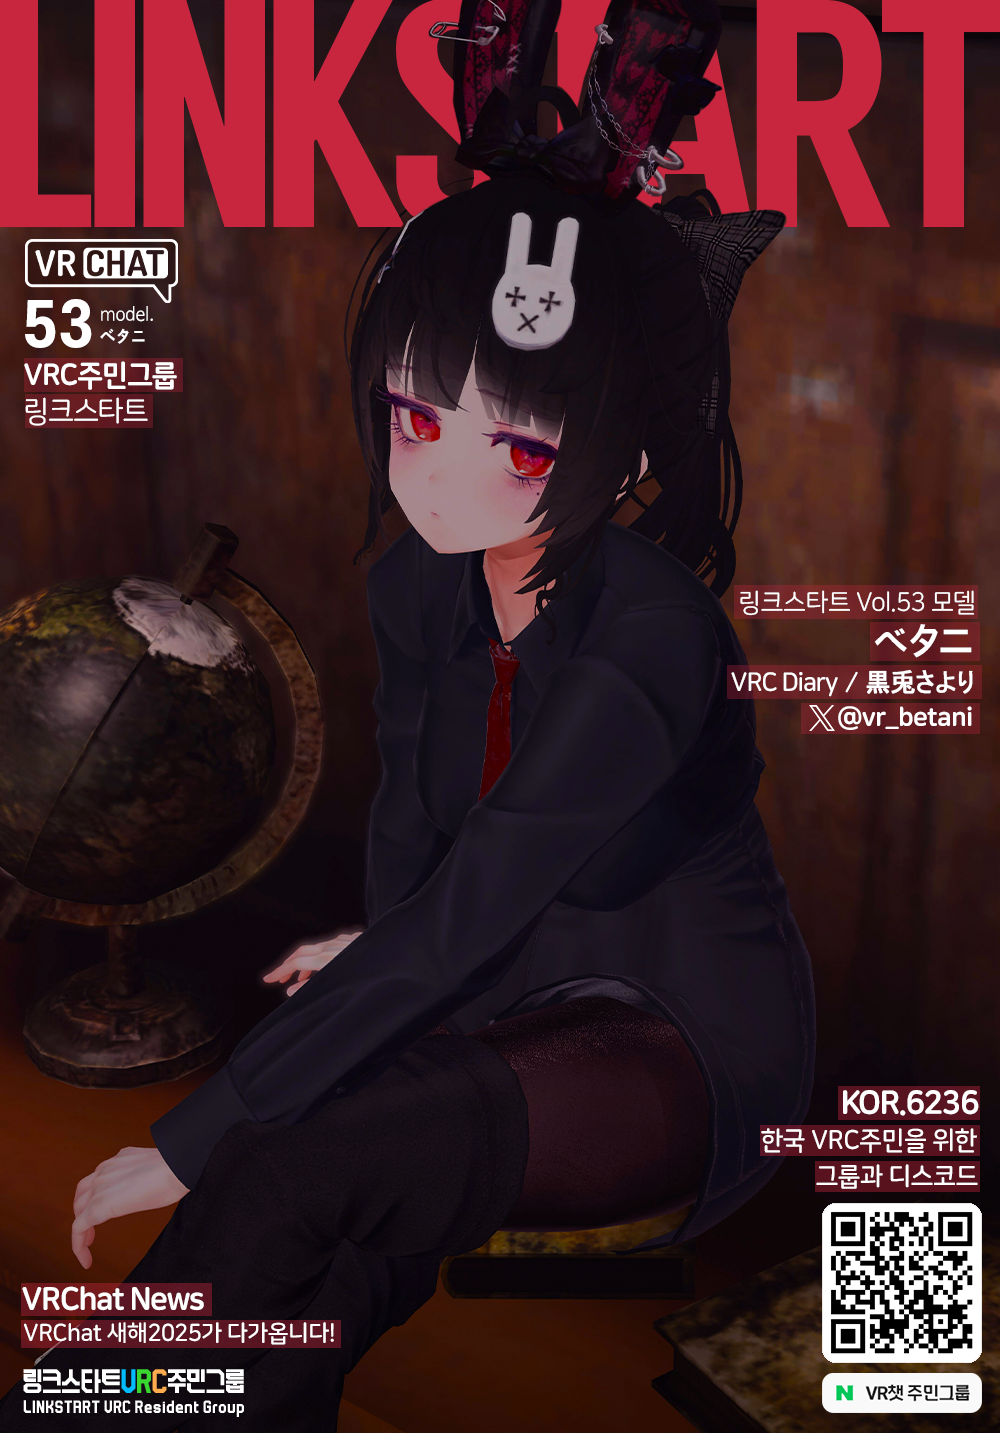 LINKSTART
VR CHAT
53 model.
ベタニ
VRC주민그룹
링크스타트
링크스타트 Vol.53 모델
ベタニ
VRC Diary / 黒兎さより
𝕏@vr_betani
KOR.6236
한국 VRC주민을 위한
그룹과 디스코드
N VR챗 주민그룹
VRChat News
VRChat 새해2025가 다가옵니다!
링크스타트VRC주민그룹
LINKSTART VRC Resident Group